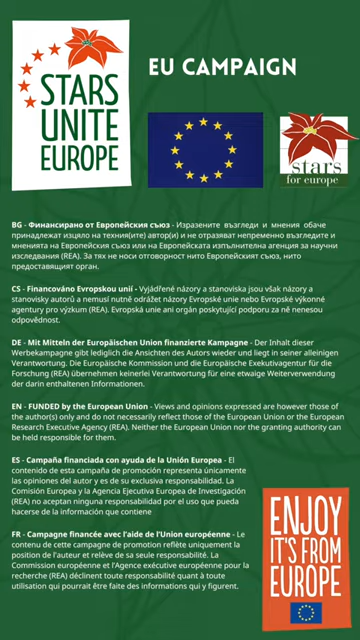 STARS
UNITE
EUROPE
EU CAMPAIGN
stars
for europe
BG - Финансирано от Европейския съюз - Изразените възгледи и мнения обаче
принадлежат изцяло на техния(ите) автор(и) и не отразяват непременно възгледите и
мненията на Европейския съюз или на Европейската изпълнителна агенция за научни
изследвания (REA). За тях не носи отговорност нито Европейският съюз, нито
предоставящият орган.
CS - Financováno Evropskou unií - Vyjádřené názory a stanoviska jsou však názory a
stanovisky autorů a nemusí nutně odrážet názory Evropské unie nebo Evropské výkonné
agentury pro výzkum (REA). Evropská unie ani orgán poskytující podporu za ně nenesou
odpovědnost.
DE - Mit Mitteln der Europäischen Union finanzierte Kampagne - Der Inhalt dieser
Werbekampagne gibt lediglich die Ansichten des Autors wieder und liegt in seiner alleinigen
Verantwortung. Die Europäische Kommission und die Europäische Exekutivagentur für die
Forschung (REA) übernehmen keinerlei Verantwortung für eine etwaige Weiterverwendung
der darin enthaltenen Informationen.
EN - FUNDED by the European Union - Views and opinions expressed are however those of
the author(s) only and do not necessarily reflect those of the European Union or the European
Research Executive Agency (REA). Neither the European Union nor the granting authority can
be held responsible for them.
ES - Campaña financiada con ayuda de la Unión Europea - El
contenido de esta campaña de promoción representa únicamente
las opiniones del autor y es de su exclusiva responsabilidad. La
Comisión Europea y la Agencia Ejecutiva Europea de Investigación
(REA) no aceptan ninguna responsabilidad por el uso que pueda
hacerse de la información que contiene
FR - Campagne financée avec l'aide de l'Union européenne - Le
contenu de cette campagne de promotion reflète uniquement la
position de l'auteur et relève de sa seule responsabilité. La
Commission européenne et l'Agence exécutive européenne pour la
recherche (REA) déclinent toute responsabilité quant à toute
utilisation qui pourrait être faite des informations qui y figurent.
ENJOY
IT'S FROM
EUROPE